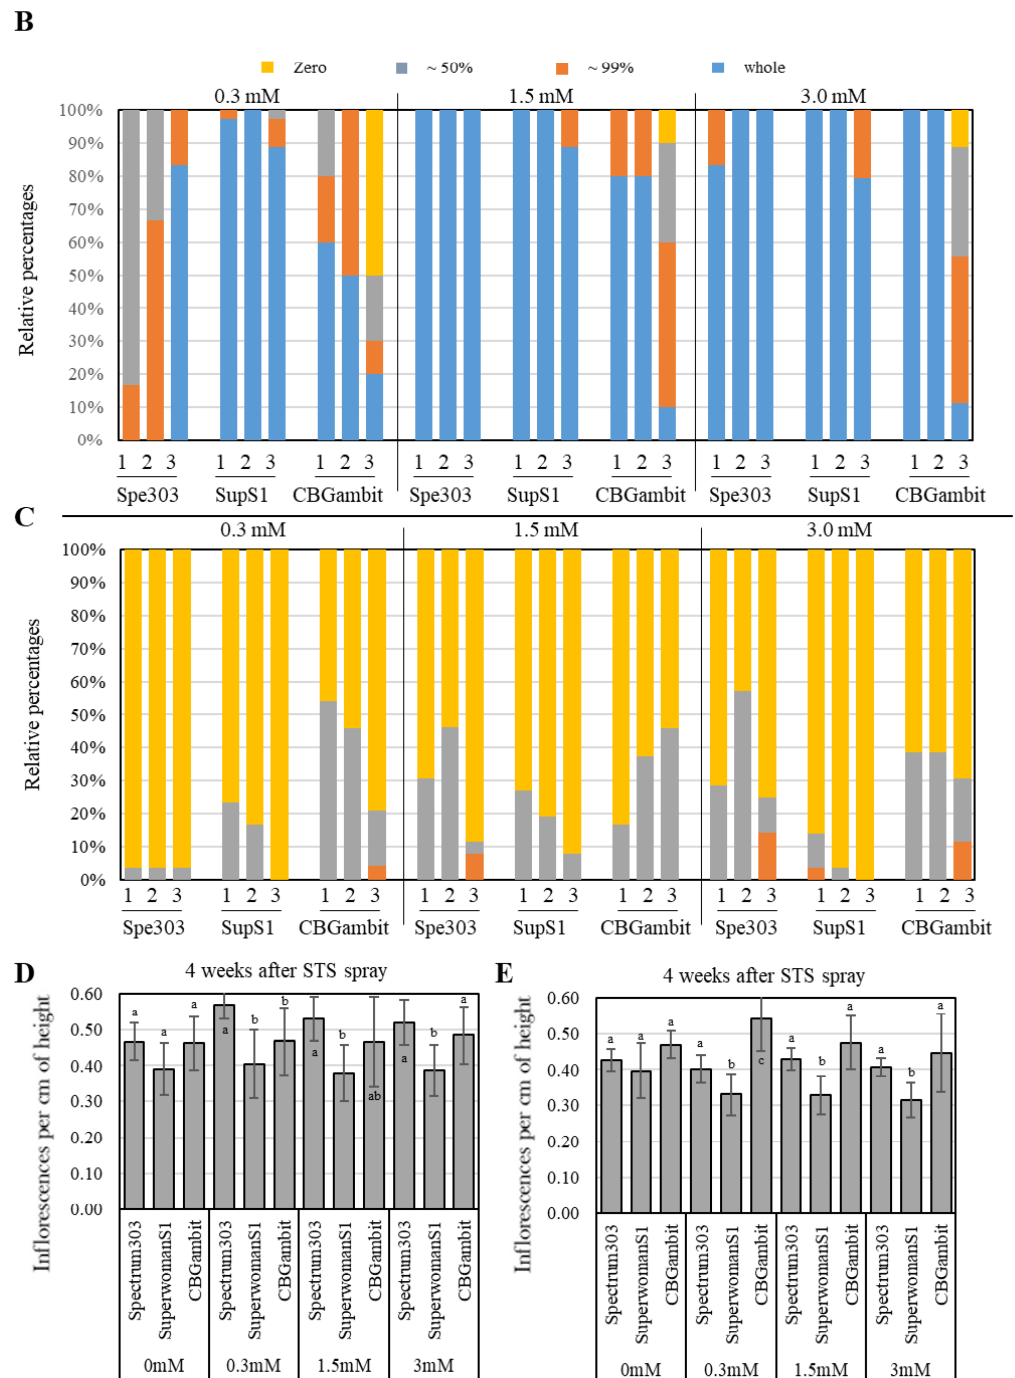 B
Zero ~ 50% ~ 99% whole
0.3 mM 1.5 mM 3.0 mM
100%
90%
80%
70%
60%
50%
40%
30%
20%
10%
0%
Relative percentages
1 2 3 1 2 3 1 2 3 1 2 3 1 2 3 1 2 3 1 2 3 1 2 3 1 2 3
Spe303 SupS1 CBGambit Spe303 SupS1 CBGambit Spe303 SupS1 CBGambit
C
0.3 mM 1.5 mM 3.0 mM
100%
90%
80%
70%
60%
50%
40%
30%
20%
10%
0%
Relative percentages
1 2 3 1 2 3 1 2 3 1 2 3 1 2 3 1 2 3 1 2 3 1 2 3 1 2 3
Spe303 SupS1 CBGambit Spe303 SupS1 CBGambit Spe303 SupS1 CBGambit
D
4 weeks after STS spray
Inflorescences per cm of height
0.60
0.50
0.40
0.30
0.20
0.10
0.00
a a a a b b a b ab a b a
Spectrum303 SuperwomanS1 CBGambit Spectrum303 SuperwomanS1 CBGambit Spectrum303 SuperwomanS1 CBGambit Spectrum303 SuperwomanS1 CBGambit
0mM 0.3mM 1.5mM 3mM
E
4 weeks after STS spray
Inflorescences per cm of height
0.60
0.50
0.40
0.30
0.20
0.10
0.00
a a a a b c a b a a b a
Spectrum303 SuperwomanS1 CBGambit Spectrum303 SuperwomanS1 CBGambit Spectrum303 SuperwomanS1 CBGambit Spectrum303 SuperwomanS1 CBGambit
0mM 0.3mM 1.5mM 3mM